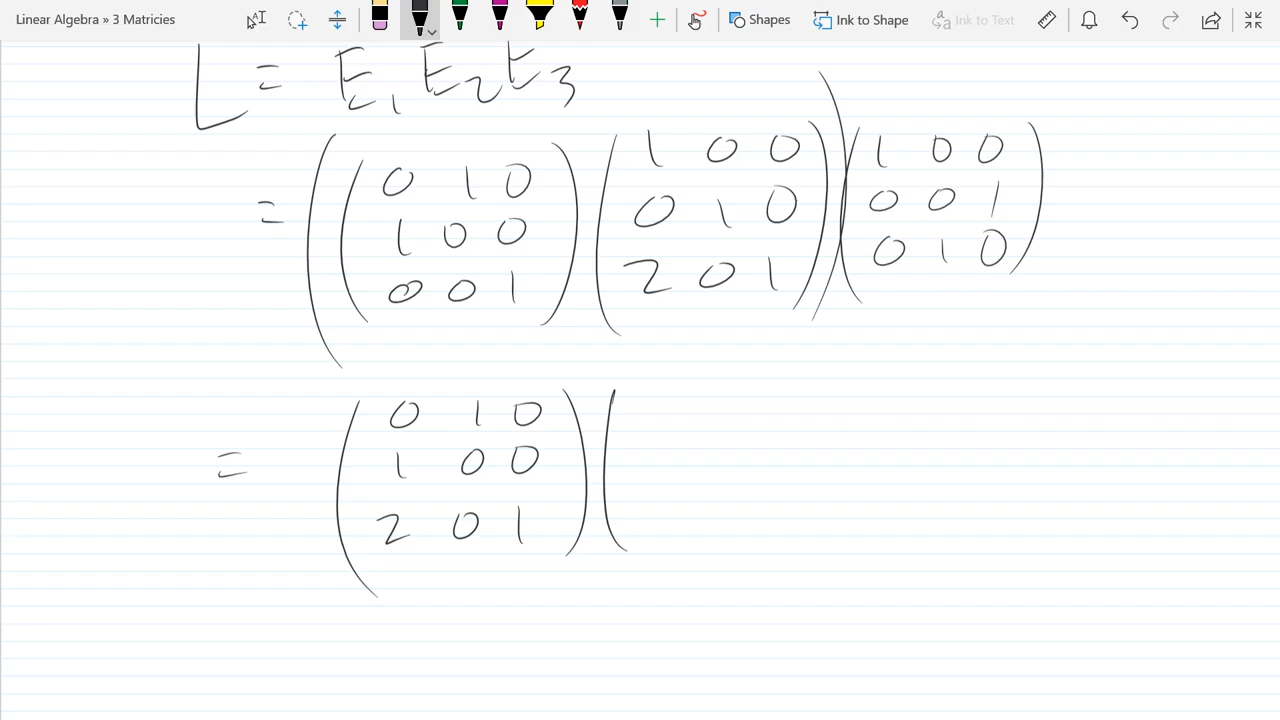 Linear Algebra » 3 Matricies
Shapes
Ink to Shape
Ink to Text
L = E1 E2 E3
= ( ( 0 1 0 ) ( 1 0 0 ) ) ( 1 0 0 )
1 0 0 0 1 0 0 0 1
0 0 1 2 0 1 0 1 0
= ( 0 1 0 ) (
1 0 0
2 0 1